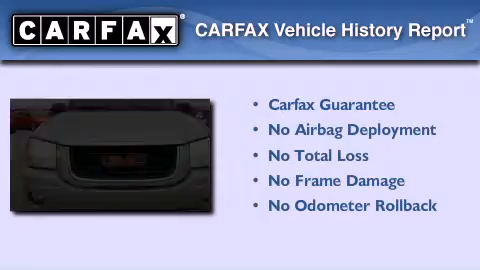 CARFAX® CARFAX Vehicle History Report™
• Carfax Guarantee
• No Airbag Deployment
• No Total Loss
• No Frame Damage
• No Odometer Rollback
GMC